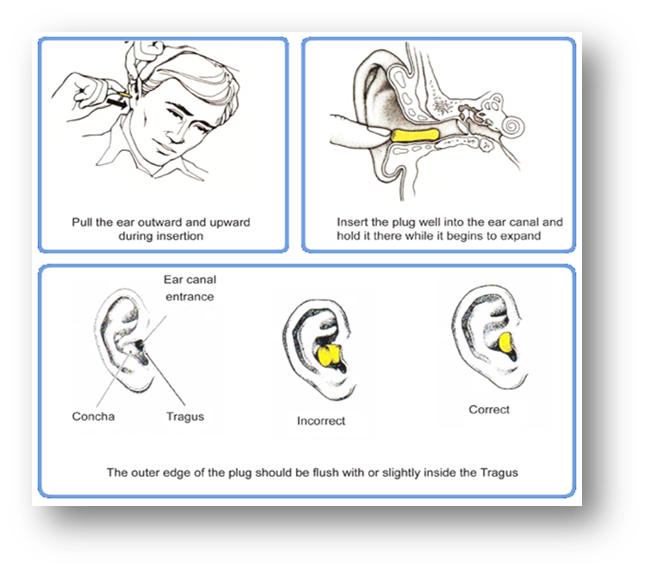 Pull the ear outward and upward
during insertion
Insert the plug well into the ear canal and
hold it there while it begins to expand
Ear canal
entrance
Concha
Tragus
Incorrect
Correct
The outer edge of the plug should be flush with or slightly inside the Tragus